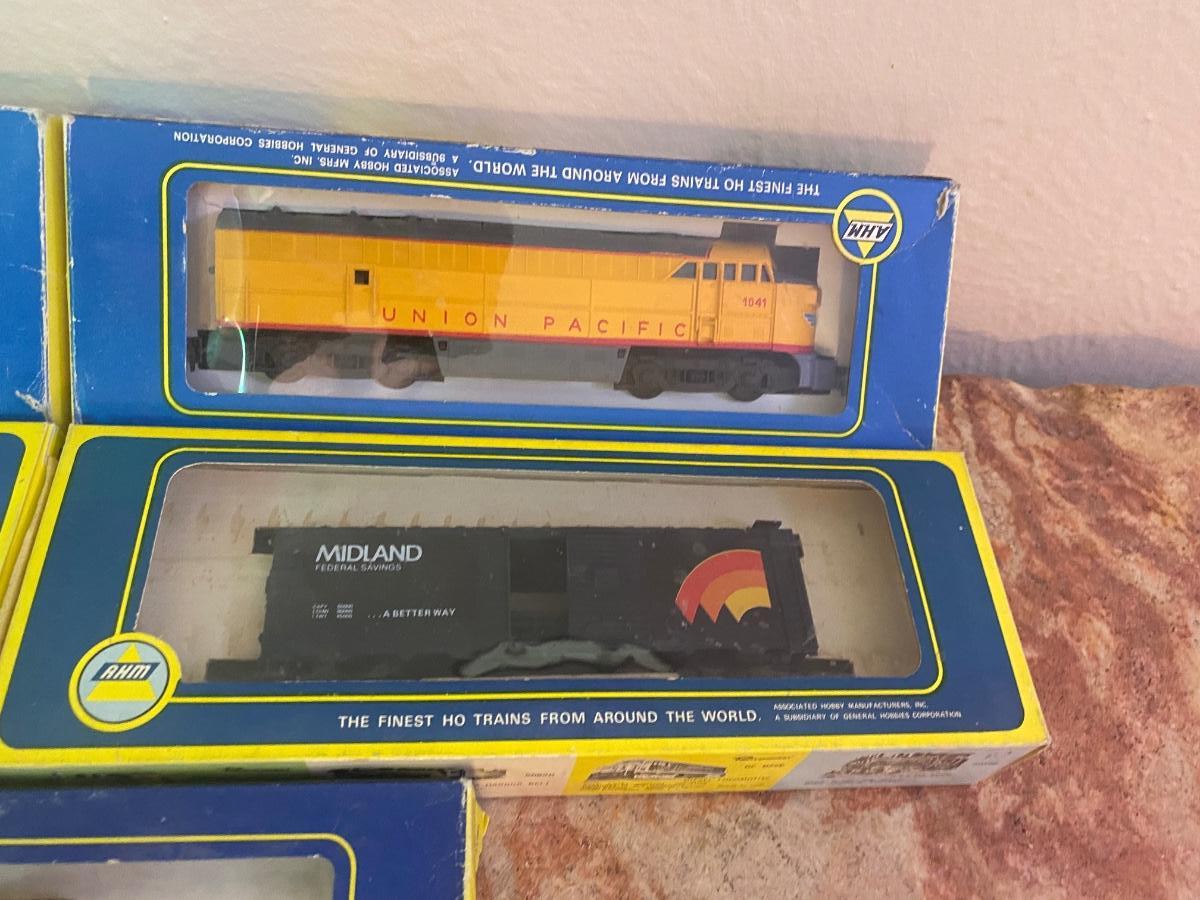 THE FINEST HO TRAINS FROM AROUND THE WORLD.
ASSOCIATED HOBBY MFRS. INC.
A SUBSIDIARY OF GENERAL HOBBIES CORPORATION
AHM
1041
UNION PACIFIC
MIDLAND
FEDERAL SAVINGS
...A BETTER WAY
AHM
THE FINEST HO TRAINS FROM AROUND THE WORLD.
ASSOCIATED HOBBY MANUFACTURERS, INC.
A SUBSIDIARY OF GENERAL HOBBIES CORPORATION